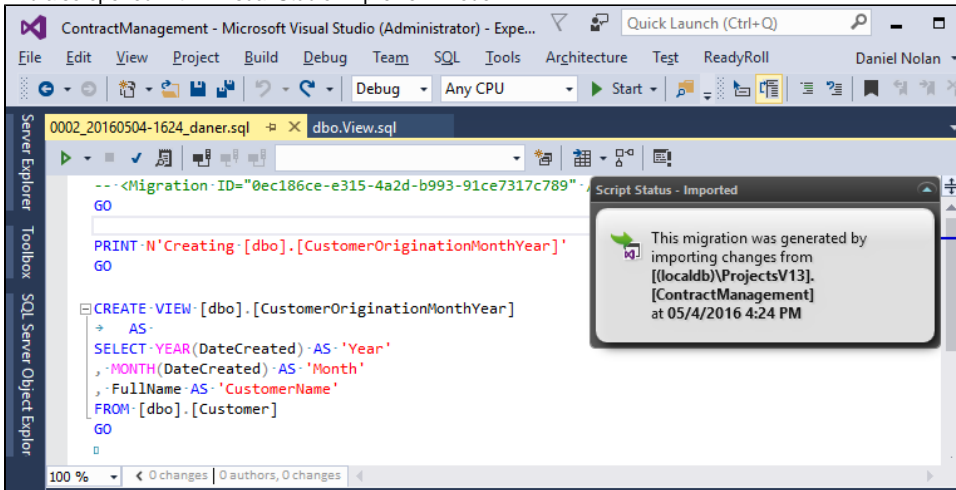 ContractManagement - Microsoft Visual Studio (Administrator) - Expe...
Quick Launch (Ctrl+Q)
File Edit View Project Build Debug Team SQL Tools Architecture Test ReadyRoll Daniel Nolan
Debug Any CPU Start
Server Explorer
Toolbox
SQL Server Object Explor
0002_20160504-1624_daner.sql dbo.View.sql
-- <Migration ID="0ec186ce-e315-4a2d-b993-91ce7317c789" /
GO
PRINT N'Creating [dbo].[CustomerOriginationMonthYear]'
GO
CREATE VIEW [dbo].[CustomerOriginationMonthYear]
AS
SELECT YEAR(DateCreated) AS 'Year'
, MONTH(DateCreated) AS 'Month'
, FullName AS 'CustomerName'
FROM [dbo].[Customer]
GO
Script Status - Imported
This migration was generated by
importing changes from
[(localdb)\ProjectsV13].
[ContractManagement]
at 05/4/2016 4:24 PM
100 % 0 changes | 0 authors, 0 changes